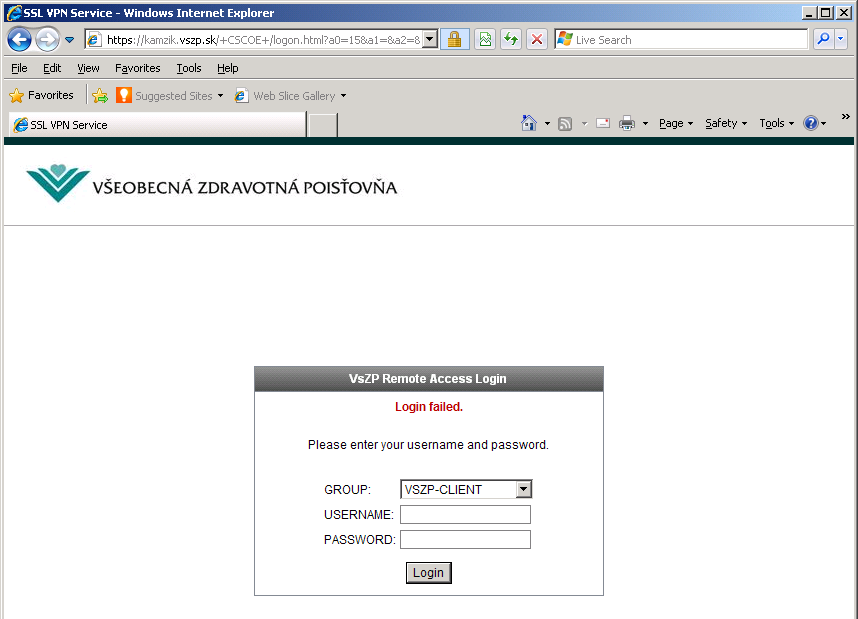 SSL VPN Service - Windows Internet Explorer
https://kamzik.vszp.sk/+CSCOE+/logon.html?a0=15&a1=&a2=&
Live Search
File Edit View Favorites Tools Help
Favorites Suggested Sites Web Slice Gallery
SSL VPN Service Page Safety Tools »
VŠEOBECNÁ ZDRAVOTNÁ POISŤOVŇA
VsZP Remote Access Login
Login failed.
Please enter your username and password.
GROUP: VSZP-CLIENT
USERNAME:
PASSWORD:
Login